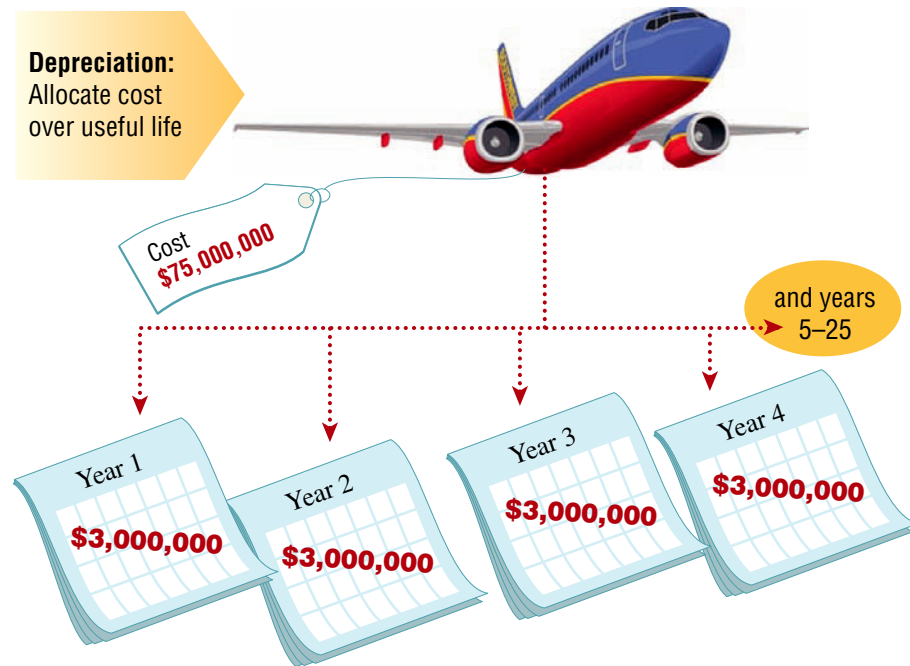 Depreciation:
Allocate cost
over useful life
Cost
$75,000,000
and years
5–25
Year 1
$3,000,000
Year 2
$3,000,000
Year 3
$3,000,000
Year 4
$3,000,000